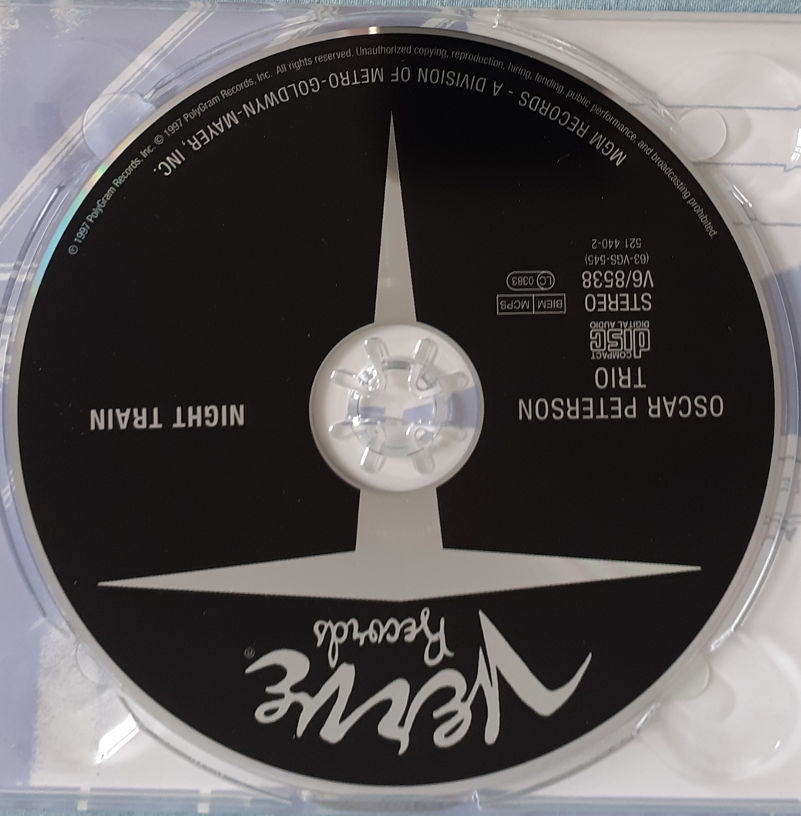 Verve
Records
®
OSCAR PETERSON
TRIO
COMPACT
disc
DIGITAL AUDIO
STEREO
BIEM MCPS
V6/8538
LC 0383
(63-VGS-545)
521 440-2
NIGHT TRAIN
MGM RECORDS - A DIVISION OF METRO-GOLDWYN-MAYER, INC.
℗ 1997 PolyGram Records, Inc. © 1997 PolyGram Records, Inc. All rights reserved. Unauthorized copying, reproduction, hiring, lending, public performance, and broadcasting prohibited.